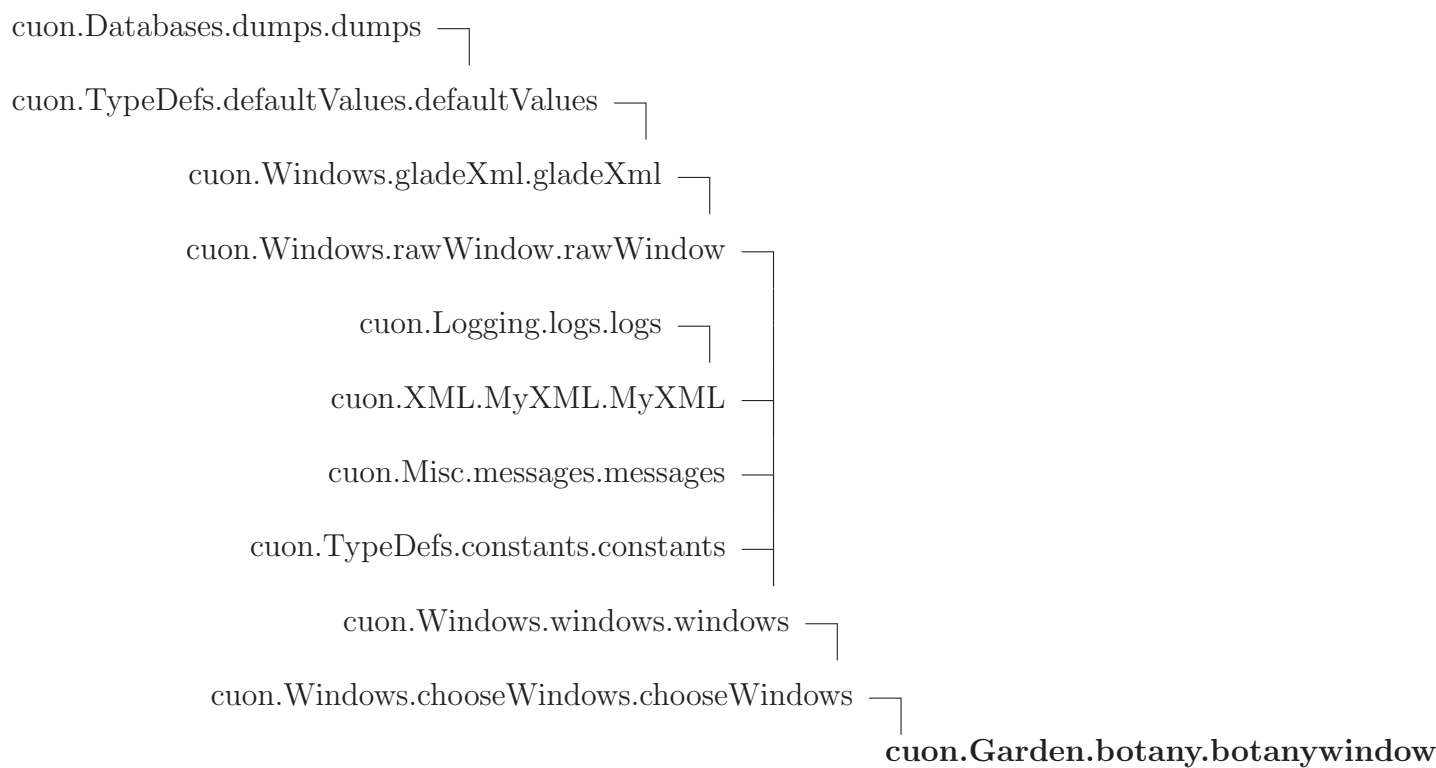 cuon.Databases.dumps.dumps
cuon.TypeDefs.defaultValues.defaultValues
cuon.Windows.gladeXml.gladeXml
cuon.Windows.rawWindow.rawWindow
cuon.Logging.logs.logs
cuon.XML.MyXML.MyXML
cuon.Misc.messages.messages
cuon.TypeDefs.constants.constants
cuon.Windows.windows.windows
cuon.Windows.chooseWindows.chooseWindows
cuon.Garden.botany.botanywindow